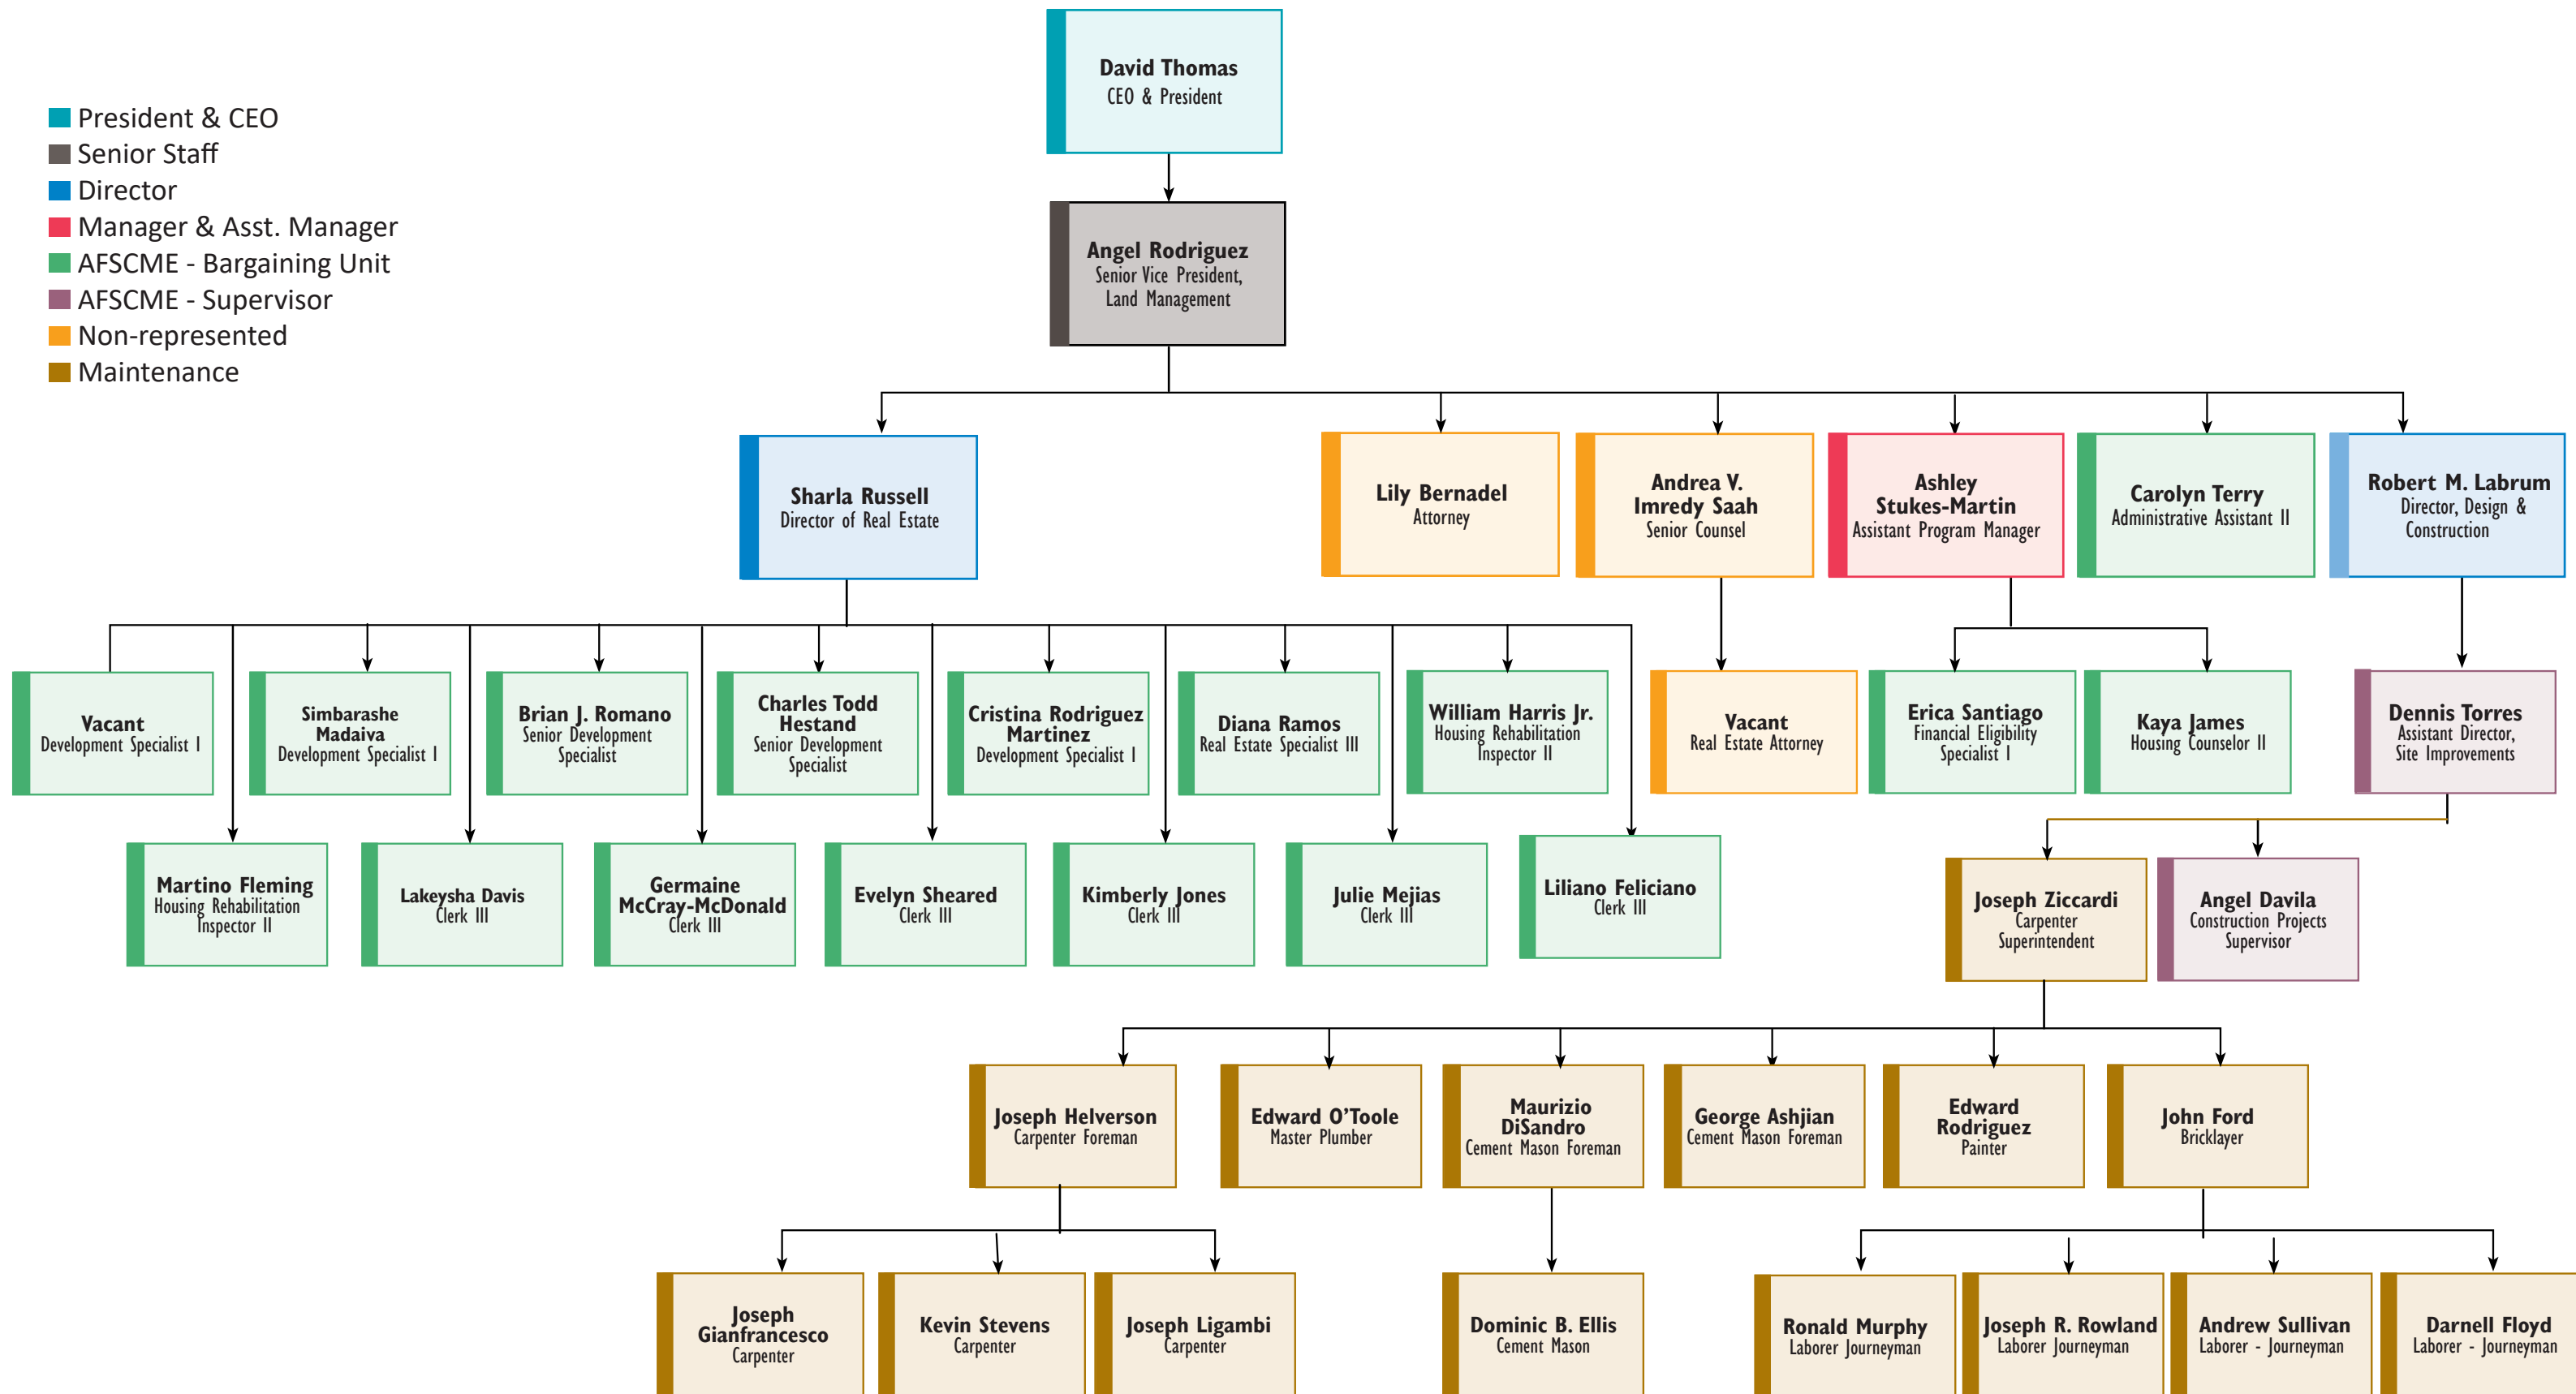 David Thomas
CEO & President
President & CEO
Senior Staff
Director
Manager & Asst. Manager
AFSCME - Bargaining Unit
AFSCME - Supervisor
Non-represented
Maintenance
Angel Rodriguez
Senior Vice President,
Land Management
Sharla Russell
Director of Real Estate
Lily Bernadel
Attorney
Andrea V.
Imredy Saah
Senior Counsel
Ashley
Stukes-Martin
Assistant Program Manager
Carolyn Terry
Administrative Assistant II
Robert M. Labrum
Director, Design &
Construction
Vacant
Development Specialist I
Simbarashe
Madaiva
Development Specialist I
Brian J. Romano
Senior Development
Specialist
Charles Todd
Hestand
Senior Development
Specialist
Cristina Rodriguez
Martinez
Development Specialist I
Diana Ramos
Real Estate Specialist III
William Harris Jr.
Housing Rehabilitation
Inspector II
Vacant
Real Estate Attorney
Erica Santiago
Financial Eligibility
Specialist I
Kaya James
Housing Counselor II
Dennis Torres
Assistant Director,
Site Improvements
Martino Fleming
Housing Rehabilitation
Inspector II
Lakeysha Davis
Clerk III
Germaine
McCray-McDonald
Clerk III
Evelyn Sheared
Clerk III
Kimberly Jones
Clerk III
Julie Mejias
Clerk III
Liliano Feliciano
Clerk III
Joseph Ziccardi
Carpenter
Superintendent
Angel Davila
Construction Projects
Supervisor
Joseph Helverson
Carpenter Foreman
Edward O'Toole
Master Plumber
Maurizio
DiSandro
Cement Mason Foreman
George Ashjian
Cement Mason Foreman
Edward
Rodriguez
Painter
John Ford
Bricklayer
Joseph
Gianfrancesco
Carpenter
Kevin Stevens
Carpenter
Joseph Ligambi
Carpenter
Dominic B. Ellis
Cement Mason
Ronald Murphy
Laborer Journeyman
Joseph R. Rowland
Laborer Journeyman
Andrew Sullivan
Laborer - Journeyman
Darnell Floyd
Laborer - Journeyman